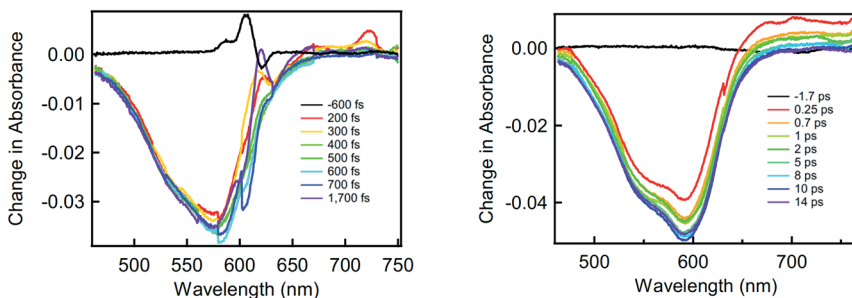 0.00
-0.01
-0.02
-0.03
Change in Absorbance
500 550 600 650 700 750
Wavelength (nm)
-600 fs
200 fs
300 fs
400 fs
500 fs
600 fs
700 fs
1,700 fs
0.00
-0.02
-0.04
Change in Absorbance
500 600 700
Wavelength (nm)
-1.7 ps
0.25 ps
0.7 ps
1 ps
2 ps
5 ps
8 ps
10 ps
14 ps